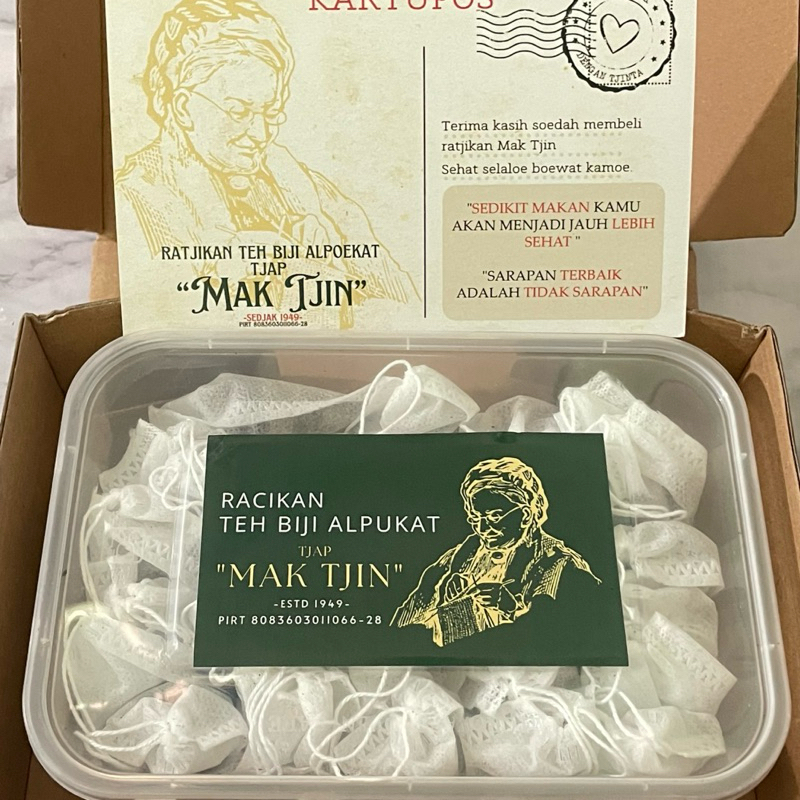 KARTUPOS
DENGAN TJINTA
Terima kasih soedah membeli
ratjikan Mak Tjin
Sehat selaloe boewat kamoe.
"SEDIKIT MAKAN KAMU
AKAN MENJADI JAUH LEBIH
SEHAT "
"SARAPAN TERBAIK
ADALAH TIDAK SARAPAN"
RATJIKAN TEH BIJI ALPOEKAT
TJAP
"MAK TJIN"
-SEDJAK 1949-
PIRT 8083603011066-28
RACIKAN
TEH BIJI ALPUKAT
TJAP
"MAK TJIN"
-ESTD 1949-
PIRT 8083603011066-28